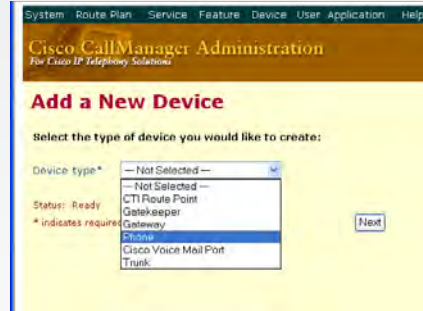 System Route Plan Service Feature Device User Application Help
Cisco CallManager Administration
For Cisco IP Telephony Solutions
Add a New Device
Select the type of device you would like to create:
Device type* -- Not Selected --
-- Not Selected --
CTI Route Point
Gatekeeper
Status: Ready
* indicates required
Gateway
Next
Phone
Cisco Voice Mail Port
Trunk